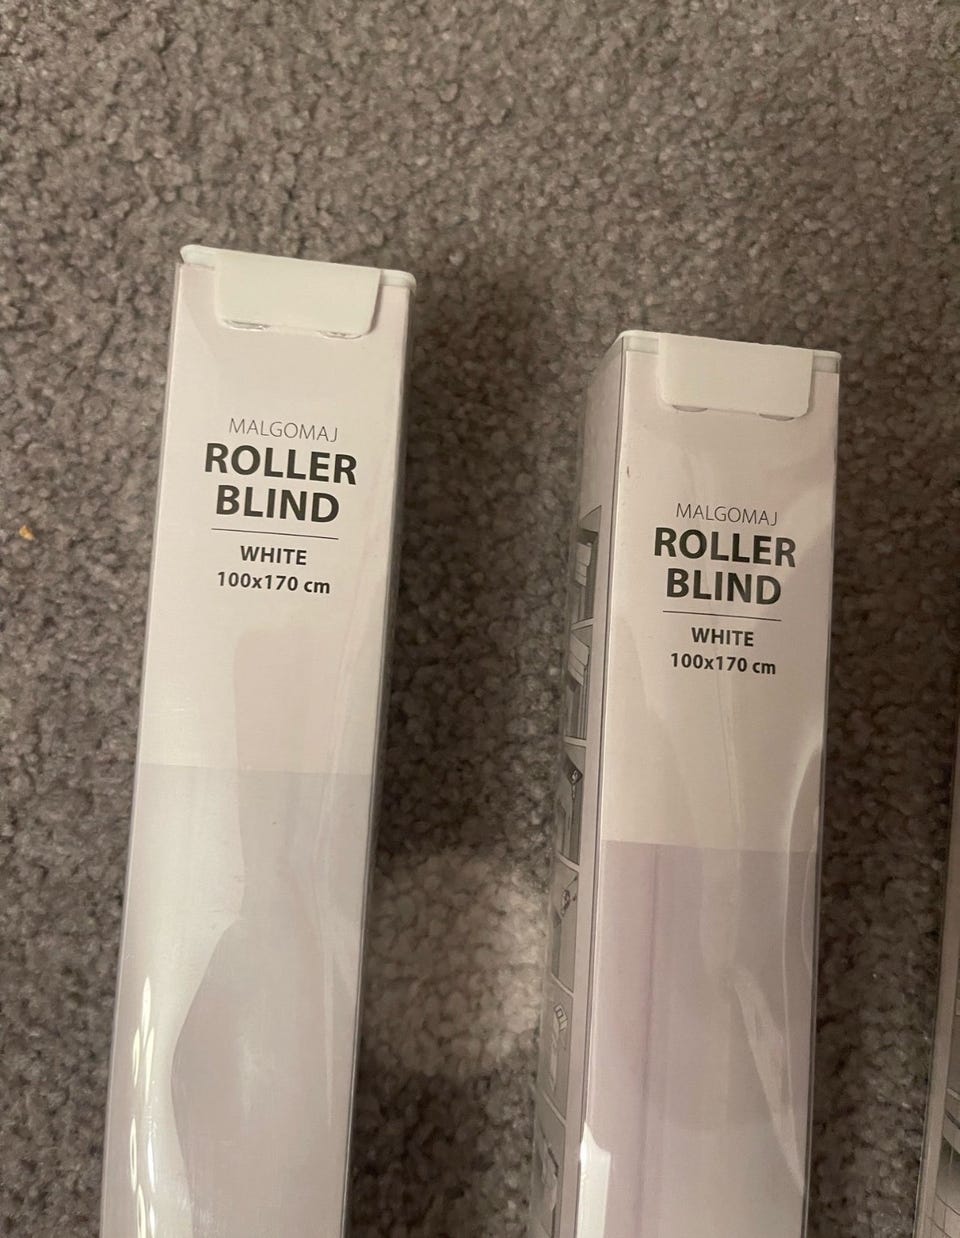 MALGOMAJ
ROLLER
BLIND
WHITE
100x170 cm
MALGOMAJ
ROLLER
BLIND
WHITE
100x170 cm